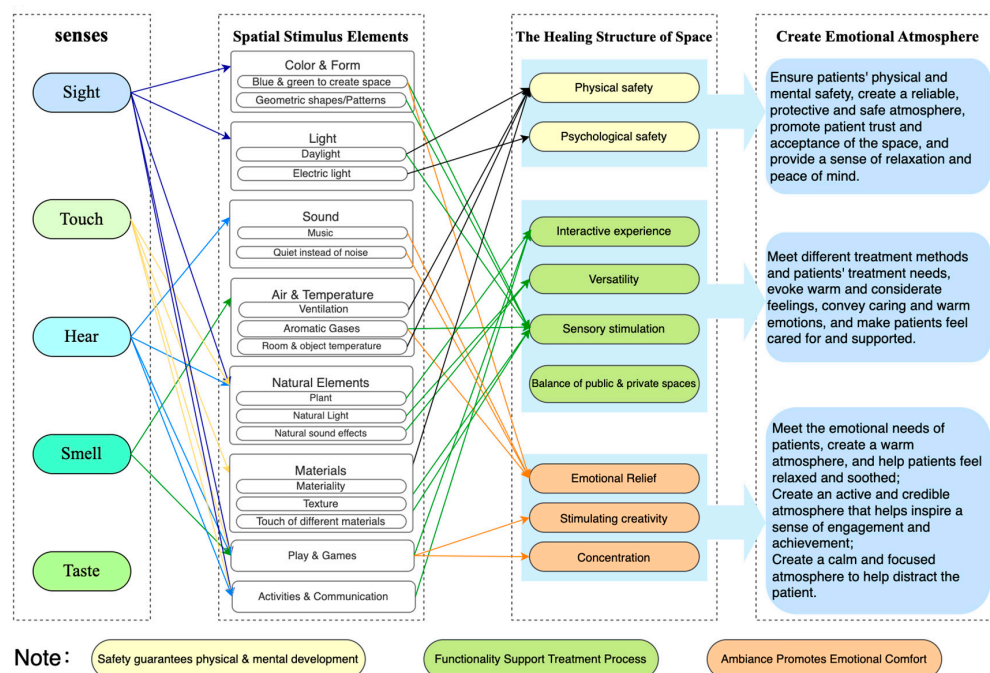 senses
Sight
Touch
Hear
Smell
Taste
Spatial Stimulus Elements
Color & Form
Blue & green to create space
Geometric shapes/Patterns
Light
Daylight
Electric light
Sound
Music
Quiet instead of noise
Air & Temperature
Ventilation
Aromatic Gases
Room & object temperature
Natural Elements
Plant
Natural Light
Natural sound effects
Materials
Materiality
Texture
Touch of different materials
Play & Games
Activities & Communication
The Healing Structure of Space
Physical safety
Psychological safety
Interactive experience
Versatility
Sensory stimulation
Balance of public & private spaces
Emotional Relief
Stimulating creativity
Concentration
Create Emotional Atmosphere
Ensure patients' physical and
mental safety, create a reliable,
protective and safe atmosphere,
promote patient trust and
acceptance of the space, and
provide a sense of relaxation and
peace of mind.
Meet different treatment methods
and patients' treatment needs,
evoke warm and considerate
feelings, convey caring and warm
emotions, and make patients feel
cared for and supported.
Meet the emotional needs of
patients, create a warm
atmosphere, and help patients feel
relaxed and soothed;
Create an active and credible
atmosphere that helps inspire a
sense of engagement and
achievement;
Create a calm and focused
atmosphere to help distract the
patient.
Note:
Safety guarantees physical & mental development
Functionality Support Treatment Process
Ambiance Promotes Emotional Comfort